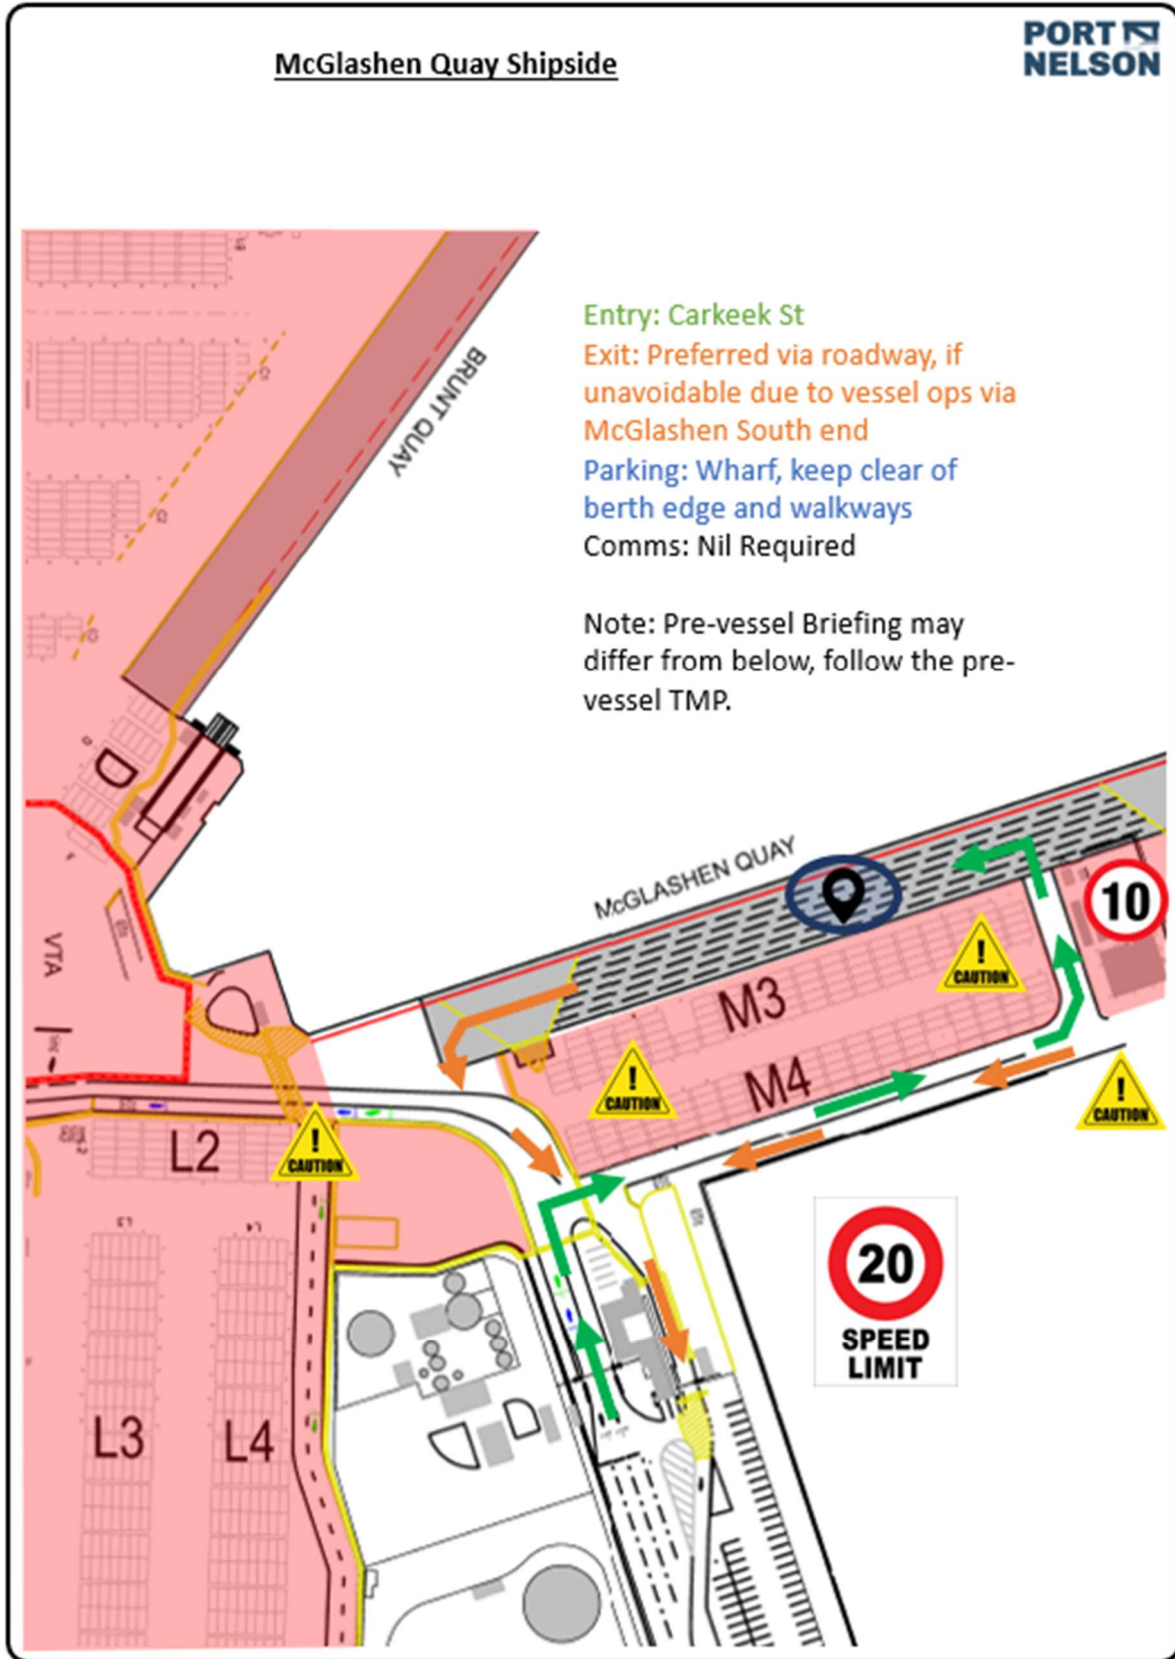 McGlashen Quay Shipside
PORT
NELSON
Entry: Carkeek St
Exit: Preferred via roadway, if
unavoidable due to vessel ops via
McGlashen South end
Parking: Wharf, keep clear of
berth edge and walkways
Comms: Nil Required
Note: Pre-vessel Briefing may
differ from below, follow the pre-
vessel TMP.
BRUNT QUAY
McGLASHEN QUAY
10
VTA
M3
M4
CAUTION
CAUTION
CAUTION
CAUTION
L2
L3
L4
L3
L4
20
SPEED
LIMIT